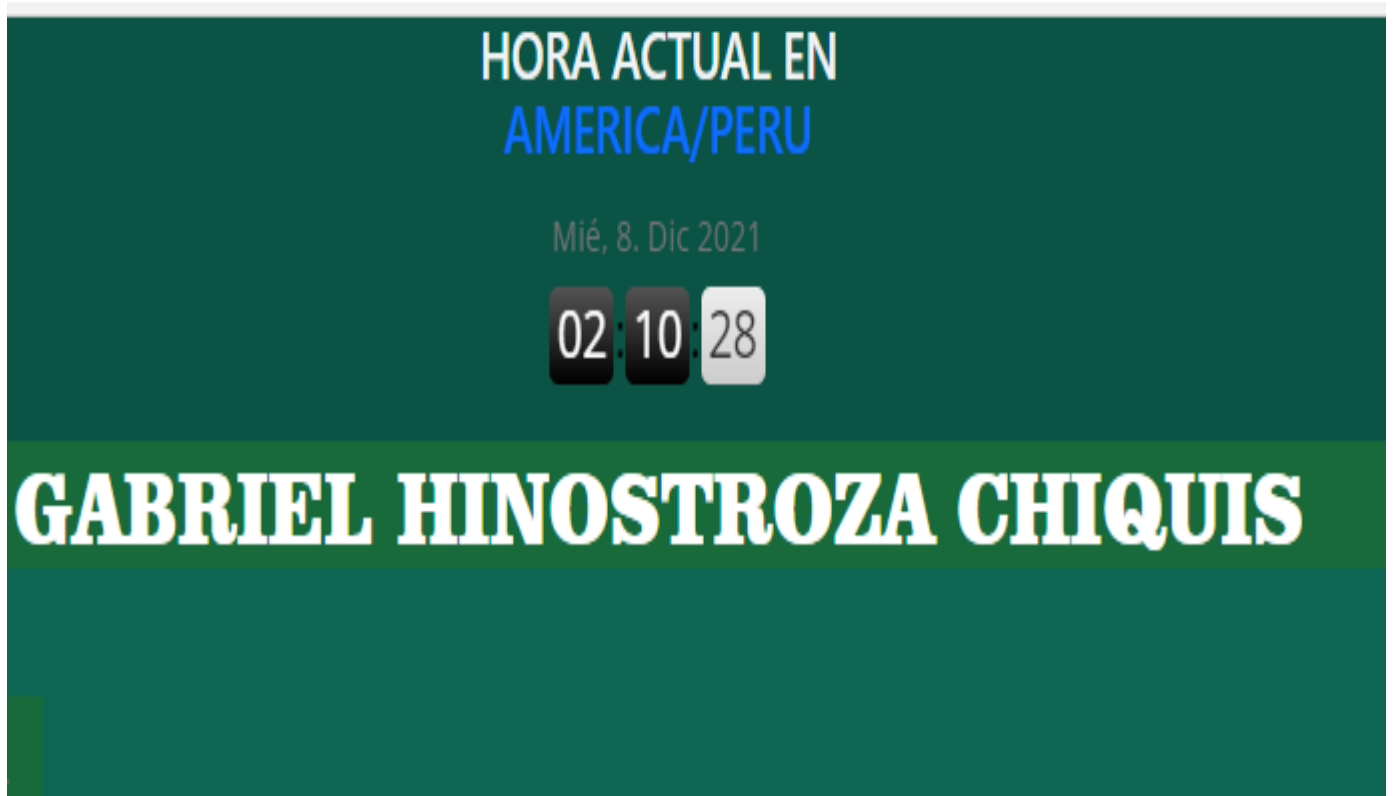 HORA ACTUAL EN
AMERICA/PERU
Mié, 8. Dic 2021
02:10:28
GABRIEL HINOSTROZA CHIQUIS